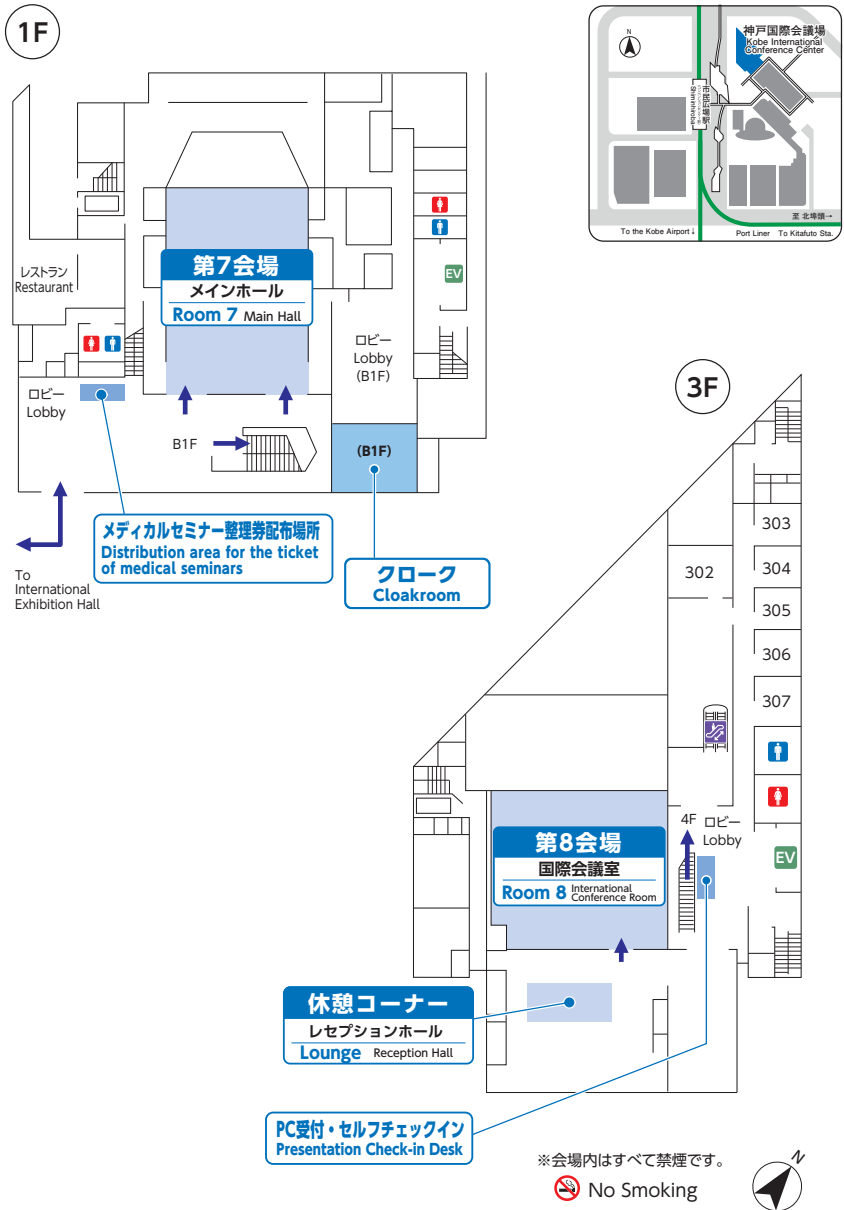 1F
N
神戸国際会議場
Kobe International
Conference Center
市民広場駅
Shiminhiroba
至 北埠頭→
To the Kobe Airport↓
Port Liner To Kitafuto Sta.
レストラン
Restaurant
第7会場
メインホール
Room 7 Main Hall
EV
ロビー
Lobby
(B1F)
ロビー
Lobby
B1F
(B1F)
メディカルセミナー整理券配布場所
Distribution area for the ticket
of medical seminars
クローク
Cloakroom
To
International
Exhibition Hall
3F
303
302
304
305
306
307
4F
ロビー
Lobby
EV
第8会場
国際会議室
Room 8 International
Conference Room
休憩コーナー
レセプションホール
Lounge Reception Hall
PC受付・セルフチェックイン
Presentation Check-in Desk
※会場内はすべて禁煙です。
No Smoking
N